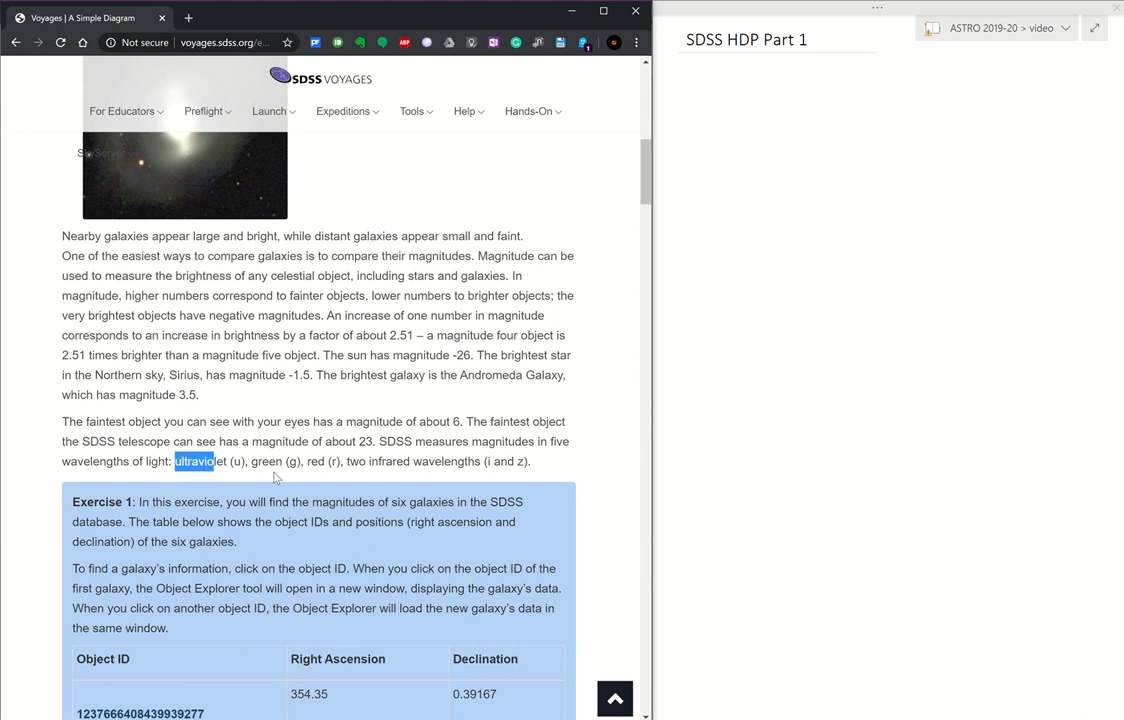 Voyages | A Simple Diagram
Not secure
voyages.sdss.org/e...
ABP
1
SDSS VOYAGES
For Educators
Preflight
Launch
Expeditions
Tools
Help
Hands-On
SkyServer
Nearby galaxies appear large and bright, while distant galaxies appear small and faint.
One of the easiest ways to compare galaxies is to compare their magnitudes. Magnitude can be
used to measure the brightness of any celestial object, including stars and galaxies. In
magnitude, higher numbers correspond to fainter objects, lower numbers to brighter objects; the
very brightest objects have negative magnitudes. An increase of one number in magnitude
corresponds to an increase in brightness by a factor of about 2.51 – a magnitude four object is
2.51 times brighter than a magnitude five object. The sun has magnitude -26. The brightest star
in the Northern sky, Sirius, has magnitude -1.5. The brightest galaxy is the Andromeda Galaxy,
which has magnitude 3.5.
The faintest object you can see with your eyes has a magnitude of about 6. The faintest object
the SDSS telescope can see has a magnitude of about 23. SDSS measures magnitudes in five
wavelengths of light: ultraviolet (u), green (g), red (r), two infrared wavelengths (i and z).
Exercise 1: In this exercise, you will find the magnitudes of six galaxies in the SDSS
database. The table below shows the object IDs and positions (right ascension and
declination) of the six galaxies.
To find a galaxy's information, click on the object ID. When you click on the object ID of the
first galaxy, the Object Explorer tool will open in a new window, displaying the galaxy's data.
When you click on another object ID, the Object Explorer will load the new galaxy's data in
the same window.
Object ID Right Ascension Declination
354.35 0.39167
1237666408439939277
SDSS HDP Part 1
ASTRO 2019-20 > video